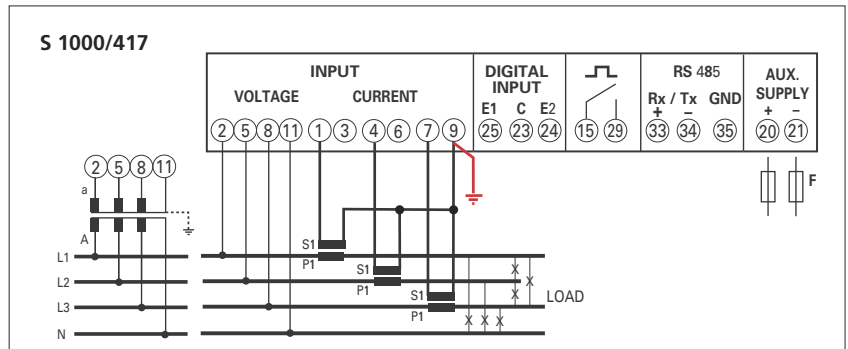 S 1000/417
INPUT
VOLTAGE CURRENT
DIGITAL
INPUT
E1 C E2
RS 485
Rx / Tx GND
+ –
AUX.
SUPPLY
+ –
2 5 8 11 1 3 4 6 7 9 25 23 24 15 29 33 34 35 20 21
2 5 8 11
a
F
A
L1
S1
P1
L2
S1
P1
L3
S1
P1
LOAD
N
X
X
X
X X X